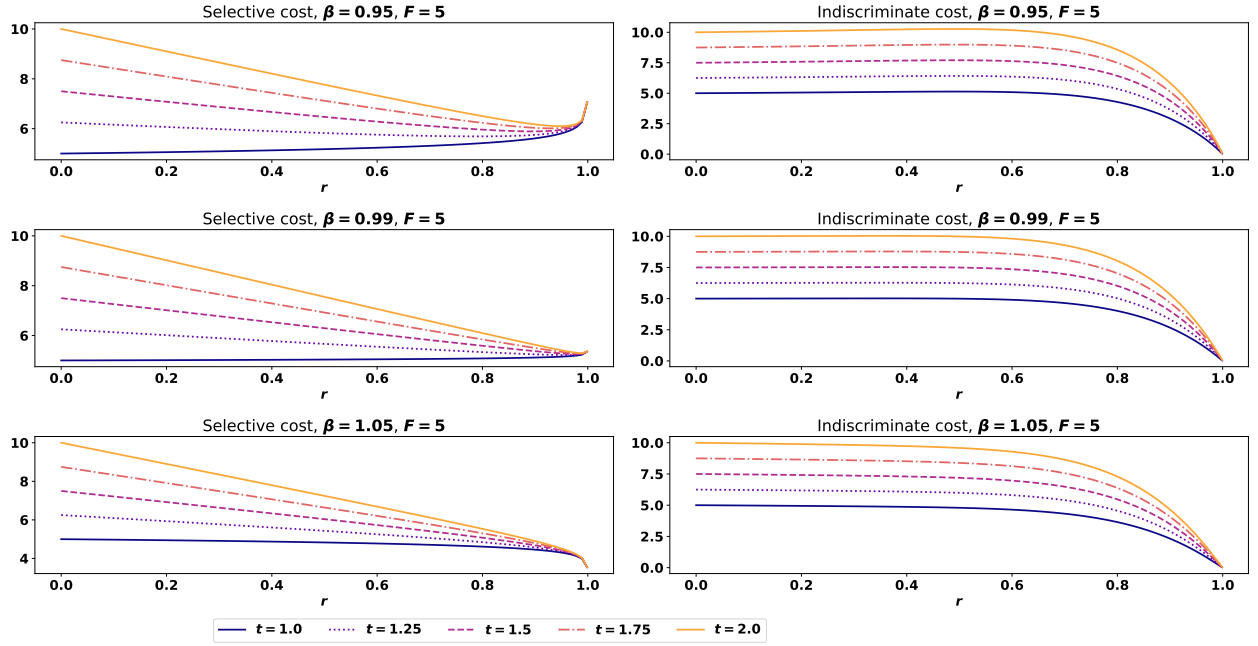 Selective cost, β = 0.95, F = 5
10
8
6
0.0 0.2 0.4 0.6 0.8 1.0
r
Indiscriminate cost, β = 0.95, F = 5
10.0
7.5
5.0
2.5
0.0
0.0 0.2 0.4 0.6 0.8 1.0
r
Selective cost, β = 0.99, F = 5
10
8
6
0.0 0.2 0.4 0.6 0.8 1.0
r
Indiscriminate cost, β = 0.99, F = 5
10.0
7.5
5.0
2.5
0.0
0.0 0.2 0.4 0.6 0.8 1.0
r
Selective cost, β = 1.05, F = 5
10
8
6
4
0.0 0.2 0.4 0.6 0.8 1.0
r
Indiscriminate cost, β = 1.05, F = 5
10.0
7.5
5.0
2.5
0.0
0.0 0.2 0.4 0.6 0.8 1.0
r
t = 1.0 t = 1.25 t = 1.5 t = 1.75 t = 2.0